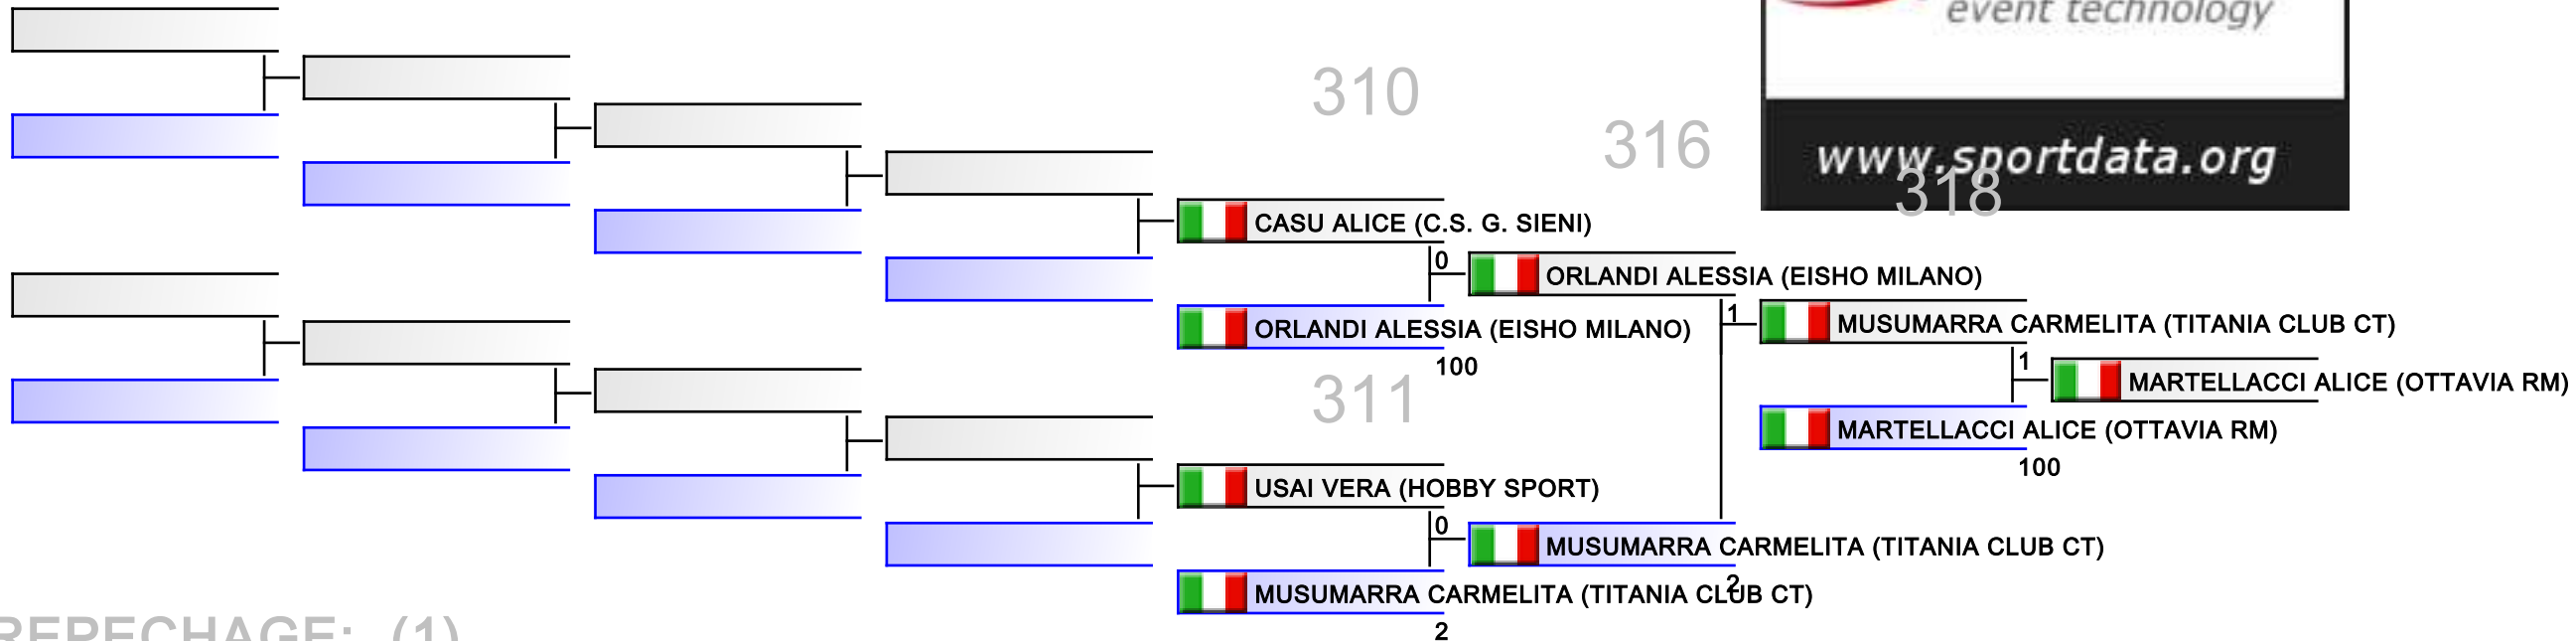 event technology
www.sportdata.org
310
316
318
CASU ALICE (C.S. G. SIENI)
0
ORLANDI ALESSIA (EISHO MILANO)
ORLANDI ALESSIA (EISHO MILANO)
100
1
MUSUMARRA CARMELITA (TITANIA CLUB CT)
1
MARTELLACCI ALICE (OTTAVIA RM)
MARTELLACCI ALICE (OTTAVIA RM)
100
311
USAI VERA (HOBBY SPORT)
0
MUSUMARRA CARMELITA (TITANIA CLUB CT)
2
MUSUMARRA CARMELITA (TITANIA CLUB CT)
2
REPECHAGE: (1)